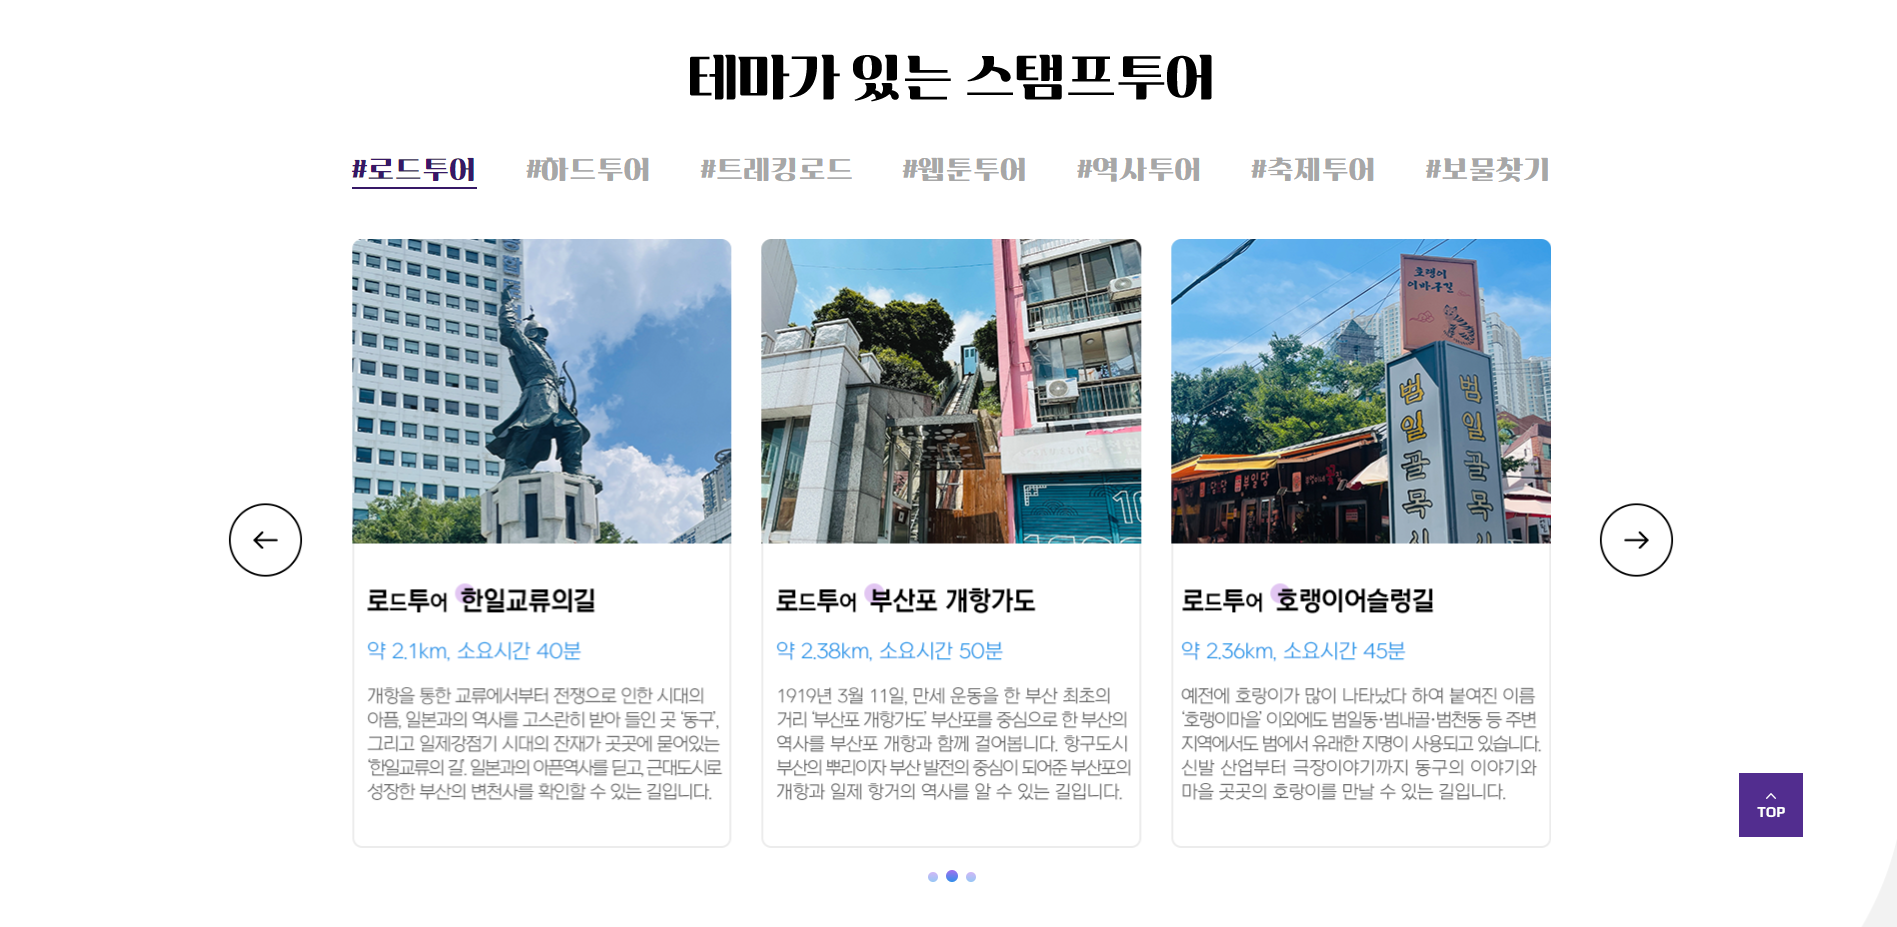 테마가 있는 스탬프투어
#로드투어 #하드투어 #트레킹로드 #웹툰투어 #역사투어 #축제투어 #보물찾기
호랭이
이바구길
범일골목시
범일골목시
로드투어 한일교류의길
약 2.1km, 소요시간 40분
개항을 통한 교류에서부터 전쟁으로 인한 시대의
아픔, 일본과의 역사를 고스란히 받아 들인 곳 '동구',
그리고 일제강점기 시대의 잔재가 곳곳에 묻어있는
'한일교류의 길'. 일본과의 아픈역사를 딛고, 근대도시로
성장한 부산의 변천사를 확인할 수 있는 길입니다.
로드투어 부산포 개항가도
약 2.38km, 소요시간 50분
1919년 3월 11일, 만세 운동을 한 부산 최초의
거리 '부산포 개항가도' 부산포를 중심으로 한 부산의
역사를 부산포 개항과 함께 걸어봅니다. 항구도시
부산의 뿌리이자 부산 발전의 중심이 되어준 부산포의
개항과 일제 항거의 역사를 알 수 있는 길입니다.
로드투어 호랭이어슬렁길
약 2.36km, 소요시간 45분
예전에 호랑이가 많이 나타났다 하여 붙여진 이름
'호랭이마을' 이외에도 범일동·범내골·범천동 등 주변
지역에서도 범에서 유래한 지명이 사용되고 있습니다.
신발 산업부터 극장이야기까지 동구의 이야기와
마을 곳곳의 호랑이를 만날 수 있는 길입니다.
TOP